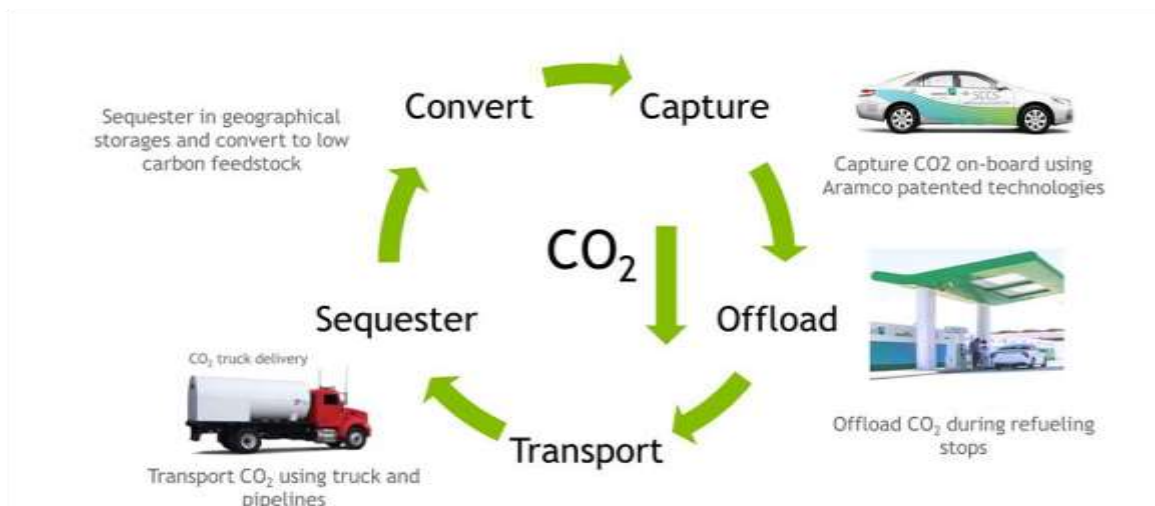 Convert
Capture
Sequester in geographical
storages and convert to low
carbon feedstock
SCCS
Capture CO2 on-board using
Aramco patented technologies
CO₂
Sequester
Offload
CO₂ truck delivery
Offload CO₂ during refueling
stops
Transport
Transport CO₂ using truck and
pipelines